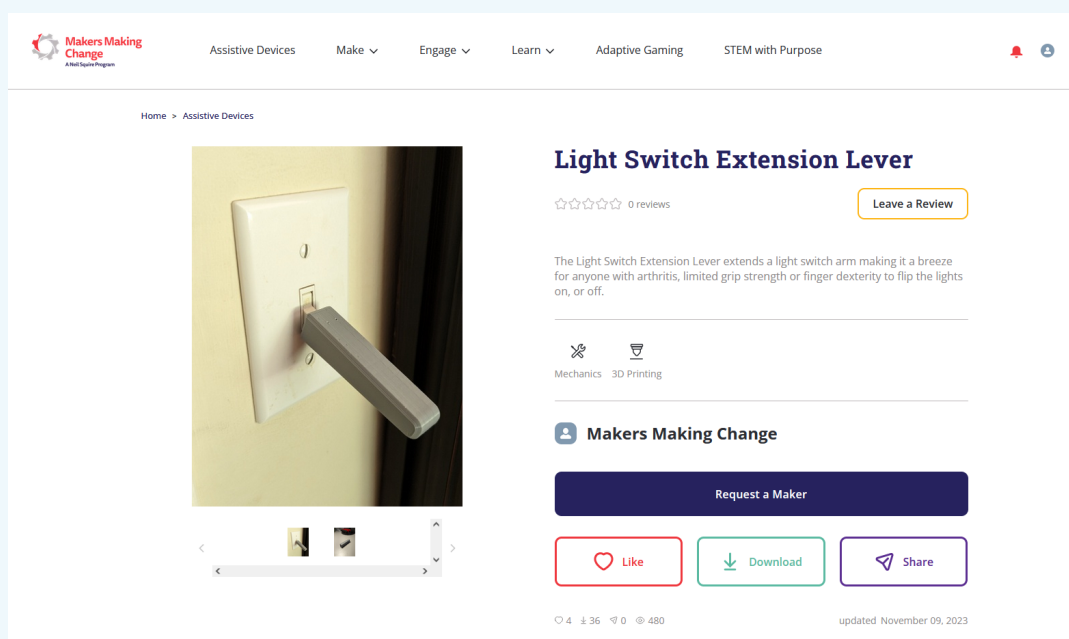 Makers Making
Change
A Neil Squire Program
Assistive Devices
Make
Engage
Learn
Adaptive Gaming
STEM with Purpose
Home > Assistive Devices
Light Switch Extension Lever
0 reviews
Leave a Review
The Light Switch Extension Lever extends a light switch arm making it a breeze
for anyone with arthritis, limited grip strength or finger dexterity to flip the lights
on, or off.
Mechanics
3D Printing
Makers Making Change
Request a Maker
Like
Download
Share
4 36 0 480
updated November 09, 2023